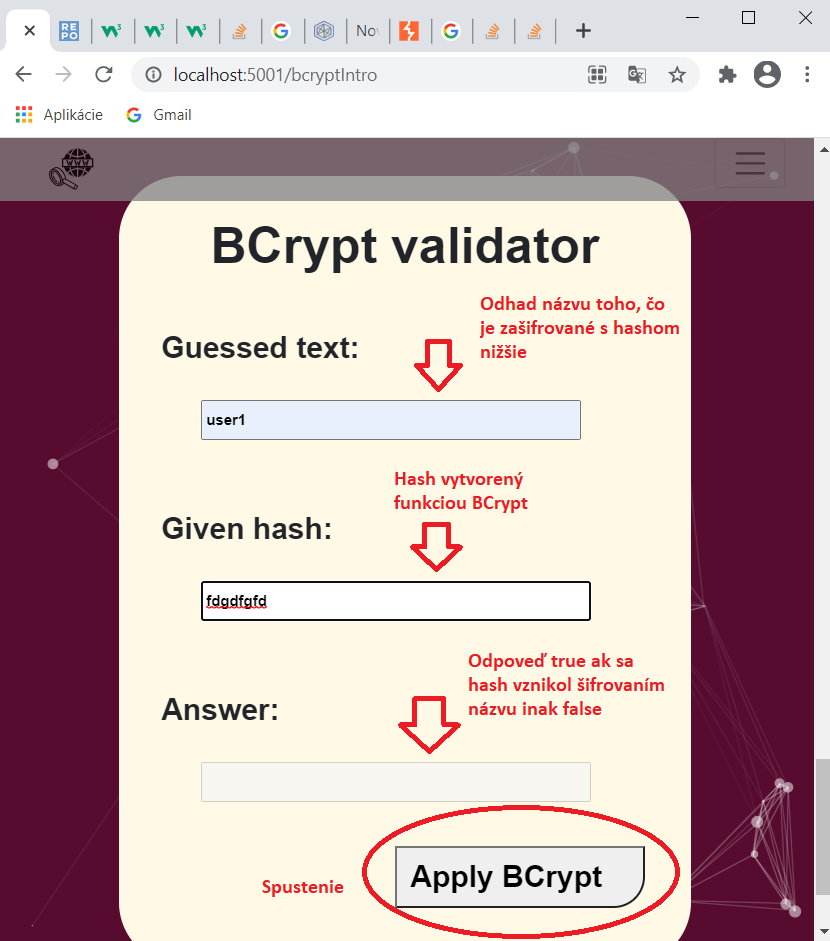 Nov
localhost:5001/bcryptIntro
Aplikácie
Gmail
WWW
BCrypt validator
Odhad názvu toho, čo
je zašifrované s hashom
nižšie
Guessed text:
user1
Hash vytvorený
funkciou BCrypt
Given hash:
fdgdfgfd
Odpoveď true ak sa
hash vznikol šifrovaním
názvu inak false
Answer:
Apply BCrypt
Spustenie